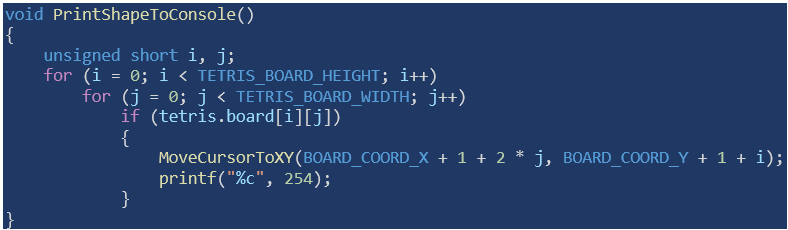 void PrintShapeToConsole()
{
    unsigned short i, j;
    for (i = 0; i < TETRIS_BOARD_HEIGHT; i++)
        for (j = 0; j < TETRIS_BOARD_WIDTH; j++)
            if (tetris.board[i][j])
            {
                MoveCursorToXY(BOARD_COORD_X + 1 + 2 * j, BOARD_COORD_Y + 1 + i);
                printf("%c", 254);
            }
}